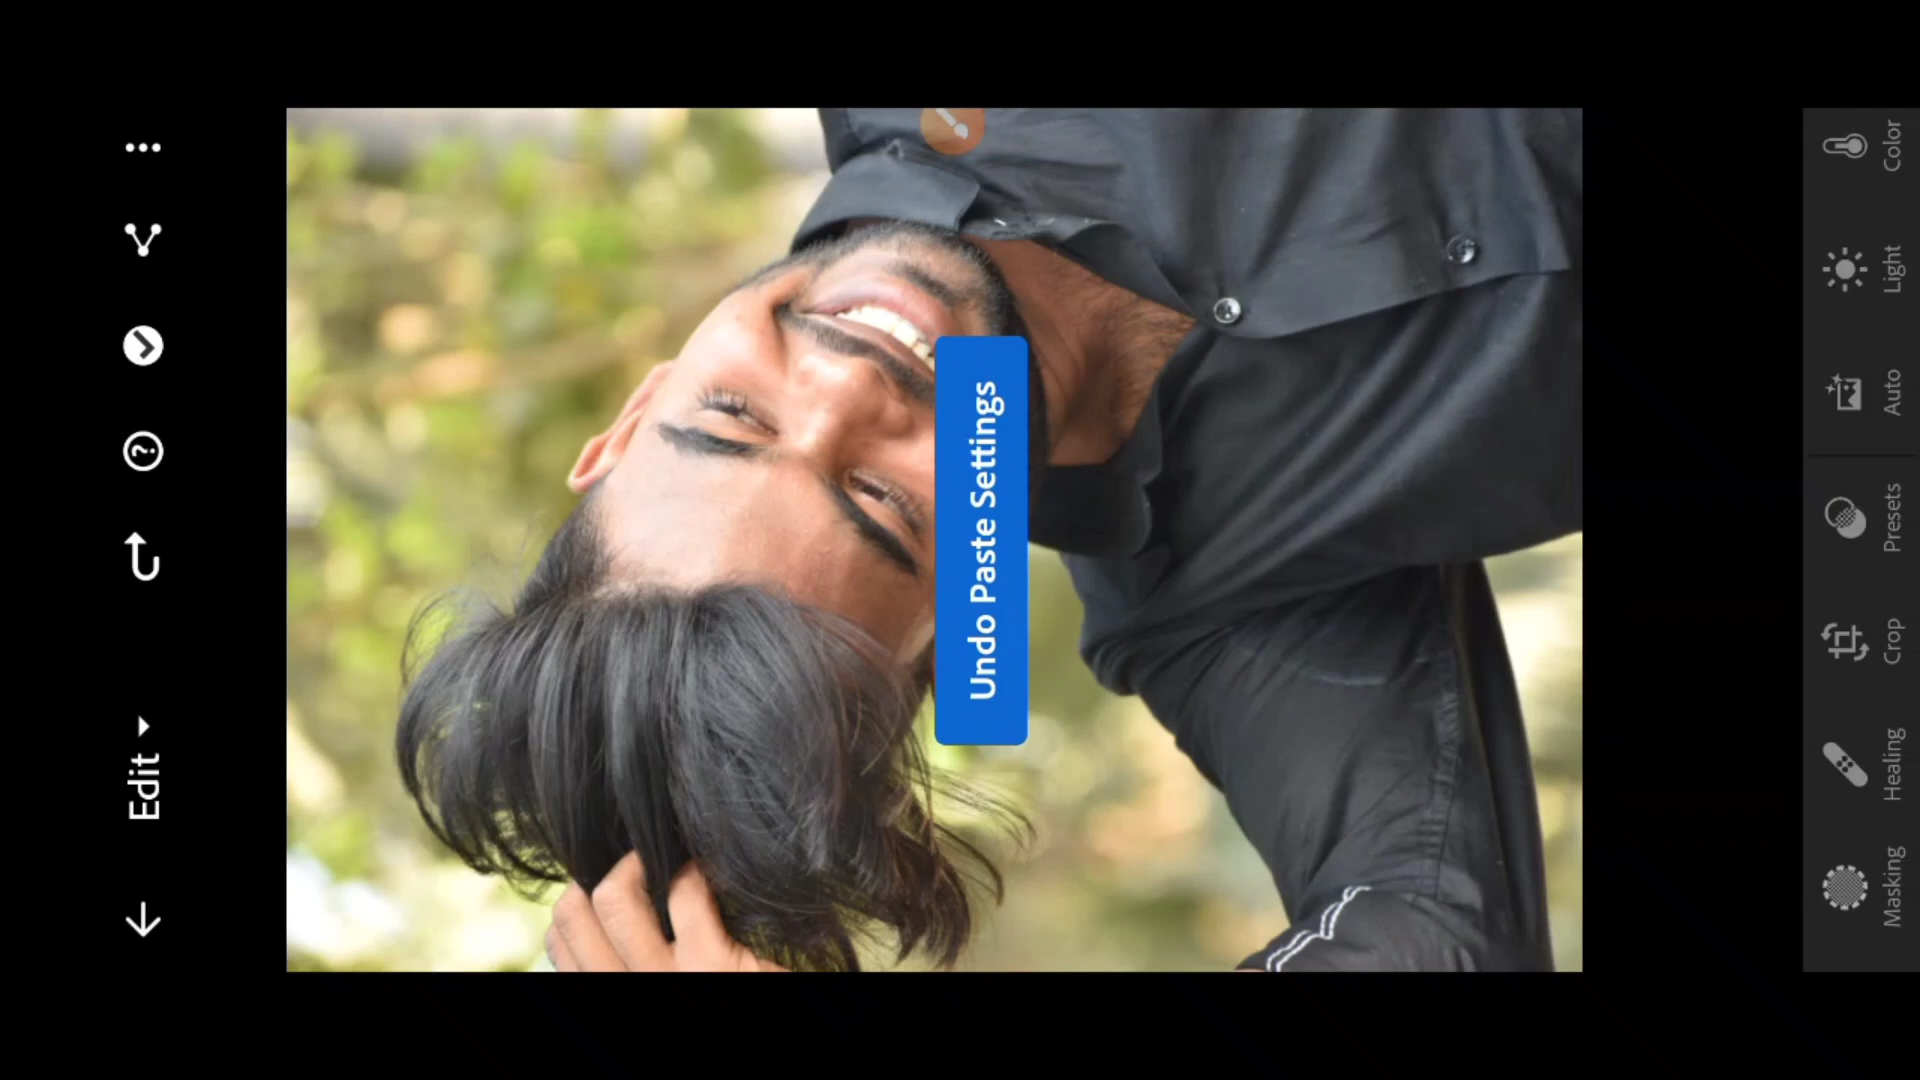 Edit
Undo Paste Settings
Masking
Healing
Crop
Presets
Auto
Light
Color